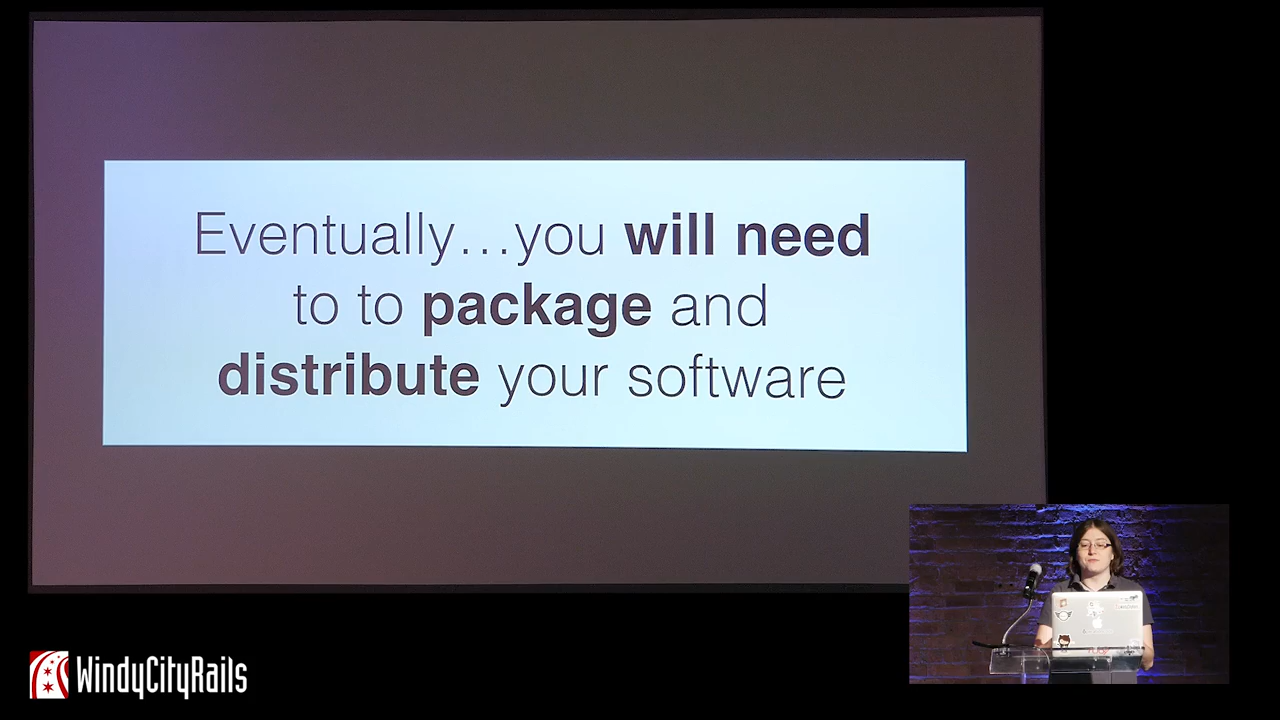 Eventually…you will need
to to package and
distribute your software
WindyCityRails